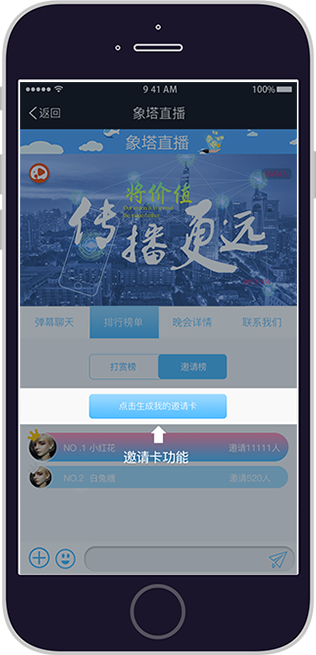 9 41 AM
100%
返回
象塔直播
象塔直播
将价值
传播更远
弹幕聊天
排行榜单
晚会详情
联系我们
打赏榜
邀请榜
点击生成我的邀请卡
NO .1 小红花
邀请11111人
邀请卡功能
NO.2 白兔糖
邀请520人